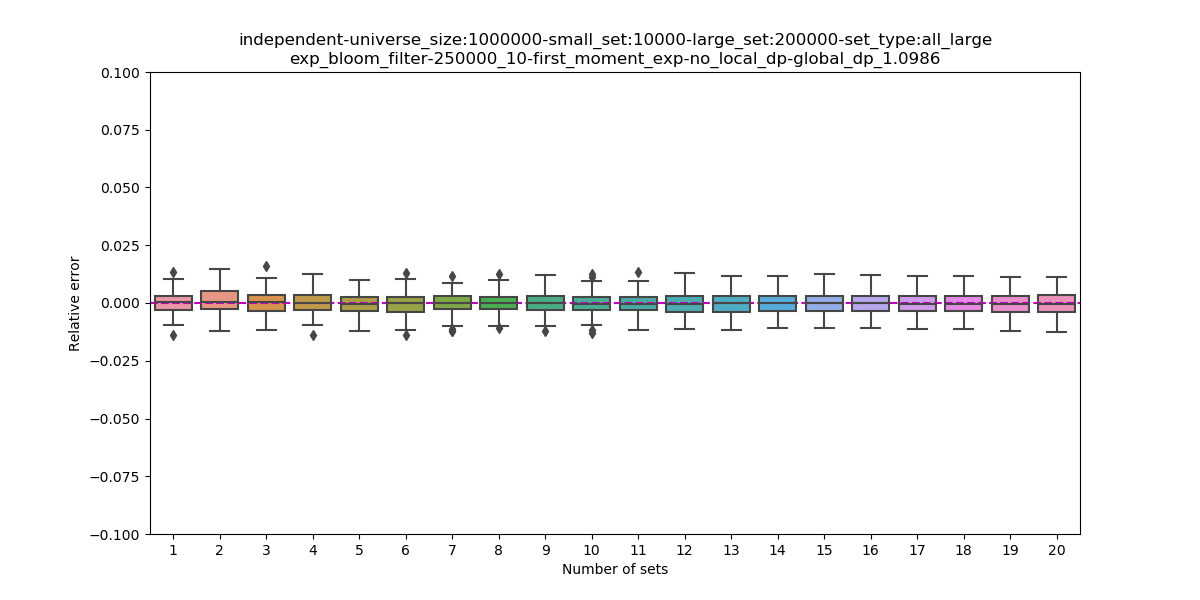 independent-universe_size:1000000-small_set:10000-large_set:200000-set_type:all_large
exp_bloom_filter-250000_10-first_moment_exp-no_local_dp-global_dp_1.0986
0.100
0.075
0.050
0.025
0.000
−0.025
−0.050
−0.075
−0.100
Relative error
1 2 3 4 5 6 7 8 9 10 11 12 13 14 15 16 17 18 19 20
Number of sets